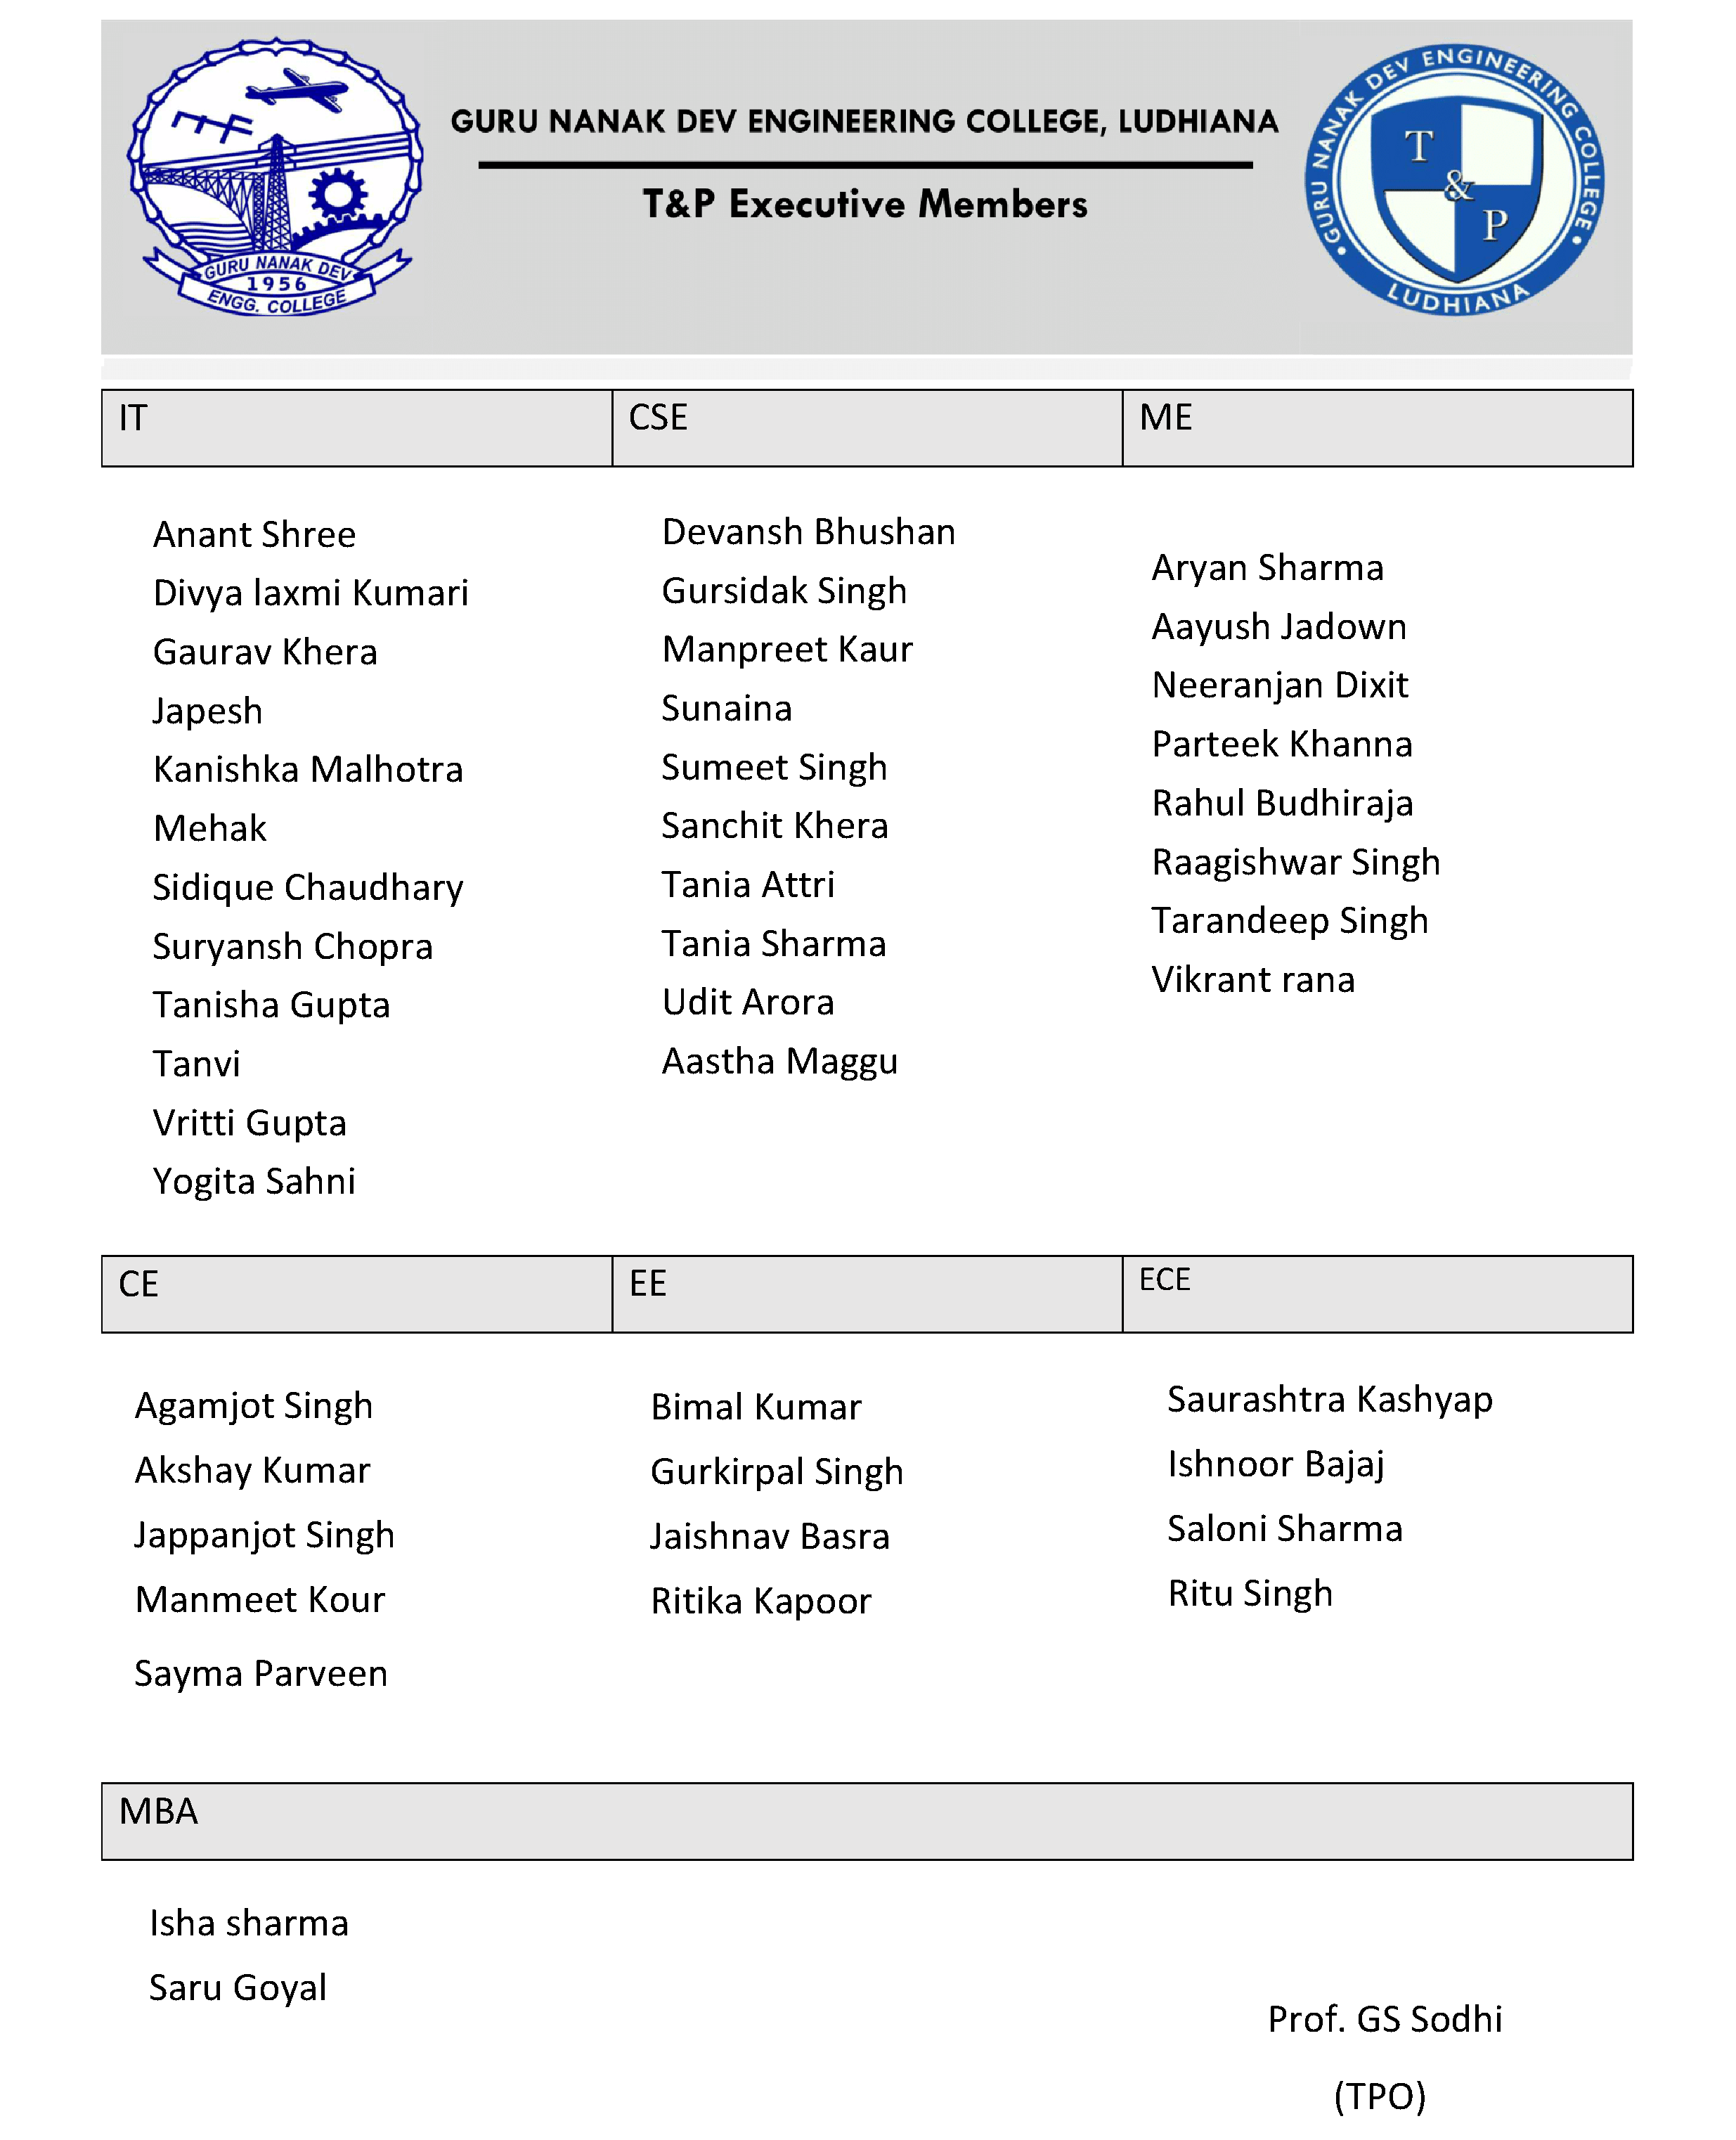 GURU NANAK DEV ENGINEERING COLLEGE, LUDHIANA
T&P Executive Members
GURU NANAK DEV
1956
ENGG. COLLEGE
GURU NANAK DEV ENGINEERING COLLEGE
T
&
P
LUDHIANA
IT
Anant Shree
Divya laxmi Kumari
Gaurav Khera
Japesh
Kanishka Malhotra
Mehak
Sidique Chaudhary
Suryansh Chopra
Tanisha Gupta
Tanvi
Vritti Gupta
Yogita Sahni
CSE
Devansh Bhushan
Gursidak Singh
Manpreet Kaur
Sunaina
Sumeet Singh
Sanchit Khera
Tania Attri
Tania Sharma
Udit Arora
Aastha Maggu
ME
Aryan Sharma
Aayush Jadown
Neeranjan Dixit
Parteek Khanna
Rahul Budhiraja
Raagishwar Singh
Tarandeep Singh
Vikrant rana
CE
Agamjot Singh
Akshay Kumar
Jappanjot Singh
Manmeet Kour
Sayma Parveen
EE
Bimal Kumar
Gurkirpal Singh
Jaishnav Basra
Ritika Kapoor
ECE
Saurashtra Kashyap
Ishnoor Bajaj
Saloni Sharma
Ritu Singh
MBA
Isha sharma
Saru Goyal
Prof. GS Sodhi
(TPO)